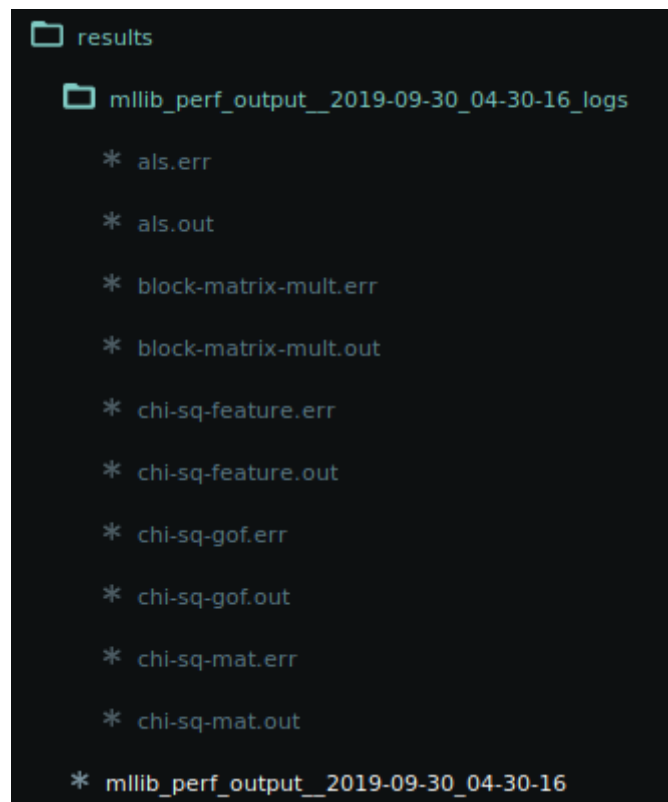 results
mllib_perf_output__2019-09-30_04-30-16_logs
* als.err
* als.out
* block-matrix-mult.err
* block-matrix-mult.out
* chi-sq-feature.err
* chi-sq-feature.out
* chi-sq-gof.err
* chi-sq-gof.out
* chi-sq-mat.err
* chi-sq-mat.out
* mllib_perf_output__2019-09-30_04-30-16